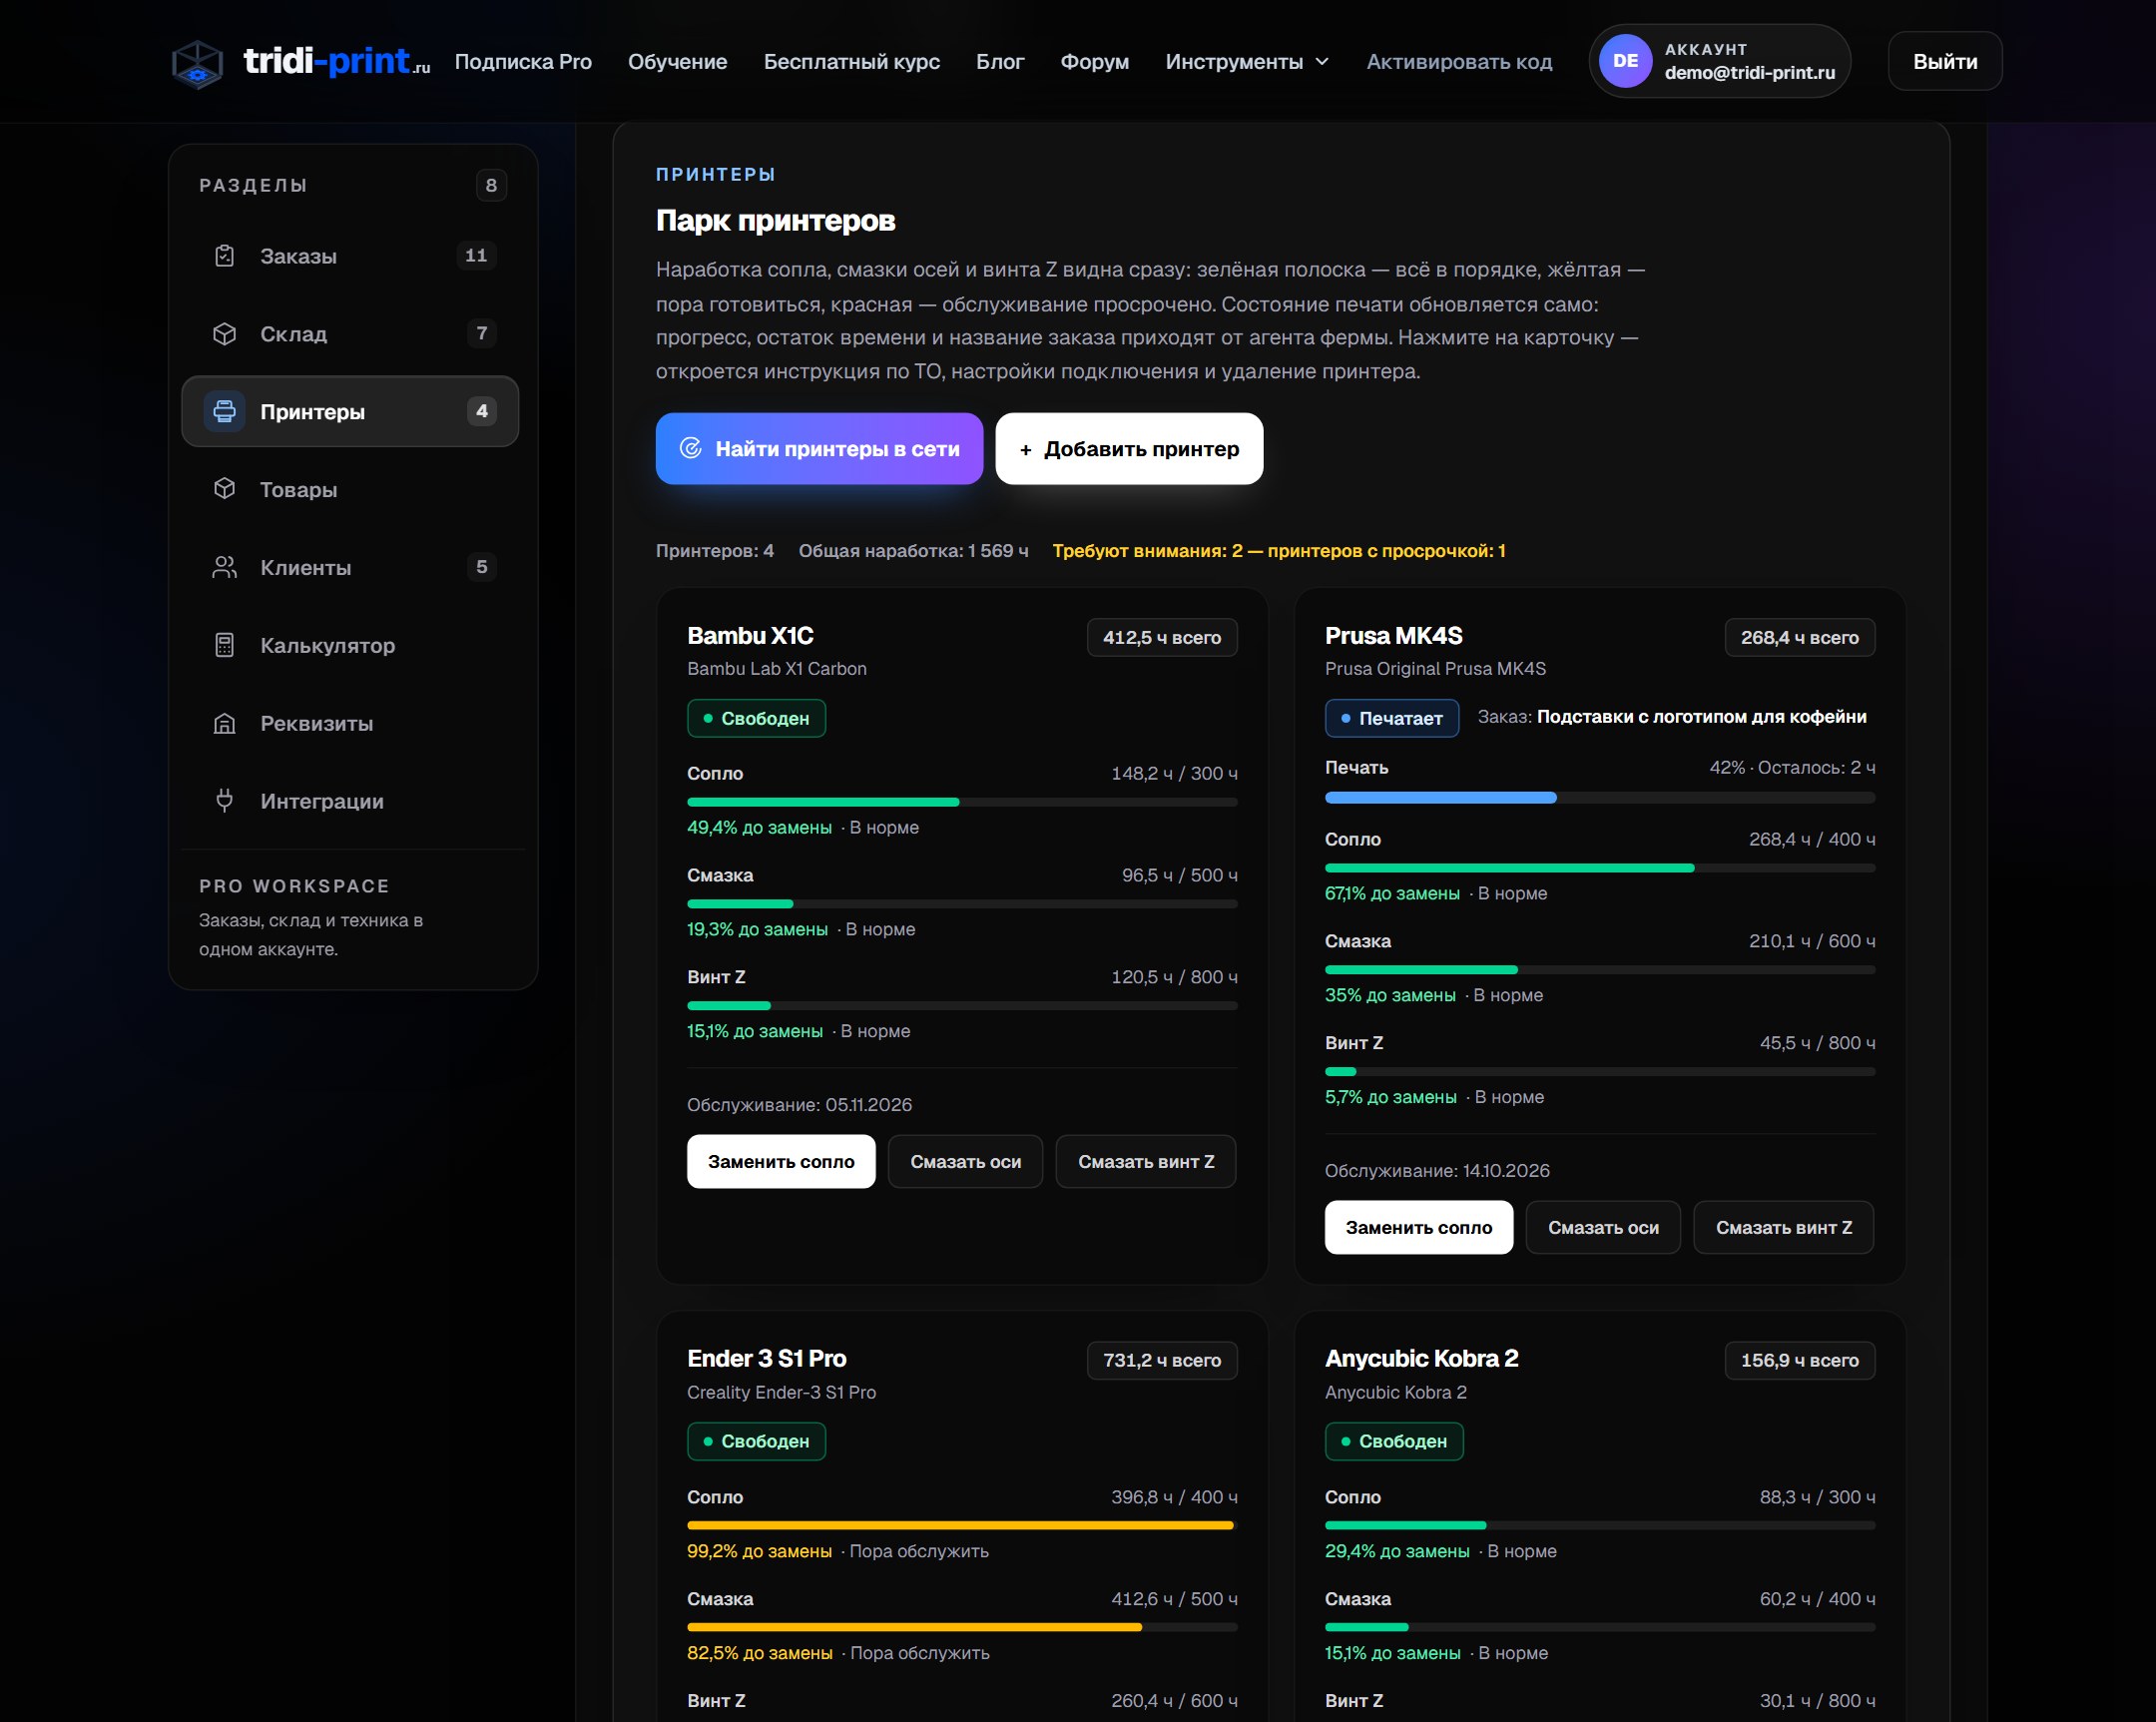 tridi-print.ru
Подписка Pro
Обучение
Бесплатный курс
Блог
Форум
Инструменты
Активировать код
DE
АККАУНТ
demo@tridi-print.ru
Выйти
РАЗДЕЛЫ
8
Заказы
11
Склад
7
Принтеры
4
Товары
Клиенты
5
Калькулятор
Реквизиты
Интеграции
PRO WORKSPACE
Заказы, склад и техника в
одном аккаунте.
ПРИНТЕРЫ
Парк принтеров
Наработка сопла, смазки осей и винта Z видна сразу: зелёная полоска — всё в порядке, жёлтая —
пора готовиться, красная — обслуживание просрочено. Состояние печати обновляется само:
прогресс, остаток времени и название заказа приходят от агента фермы. Нажмите на карточку —
откроется инструкция по ТО, настройки подключения и удаление принтера.
Найти принтеры в сети
+ Добавить принтер
Принтеров: 4
Общая наработка: 1 569 ч
Требуют внимания: 2 — принтеров с просрочкой: 1
Bambu X1C
412,5 ч всего
Bambu Lab X1 Carbon
Свободен
Сопло
148,2 ч / 300 ч
49,4% до замены · В норме
Смазка
96,5 ч / 500 ч
19,3% до замены · В норме
Винт Z
120,5 ч / 800 ч
15,1% до замены · В норме
Обслуживание: 05.11.2026
Заменить сопло
Смазать оси
Смазать винт Z
Prusa MK4S
268,4 ч всего
Prusa Original Prusa MK4S
Печатает
Заказ: Подставки с логотипом для кофейни
Печать
42% · Осталось: 2 ч
Сопло
268,4 ч / 400 ч
67,1% до замены · В норме
Смазка
210,1 ч / 600 ч
35% до замены · В норме
Винт Z
45,5 ч / 800 ч
5,7% до замены · В норме
Обслуживание: 14.10.2026
Заменить сопло
Смазать оси
Смазать винт Z
Ender 3 S1 Pro
731,2 ч всего
Creality Ender-3 S1 Pro
Свободен
Сопло
396,8 ч / 400 ч
99,2% до замены · Пора обслужить
Смазка
412,6 ч / 500 ч
82,5% до замены · Пора обслужить
Винт Z
260,4 ч / 600 ч
Anycubic Kobra 2
156,9 ч всего
Anycubic Kobra 2
Свободен
Сопло
88,3 ч / 300 ч
29,4% до замены · В норме
Смазка
60,2 ч / 400 ч
15,1% до замены · В норме
Винт Z
30,1 ч / 800 ч